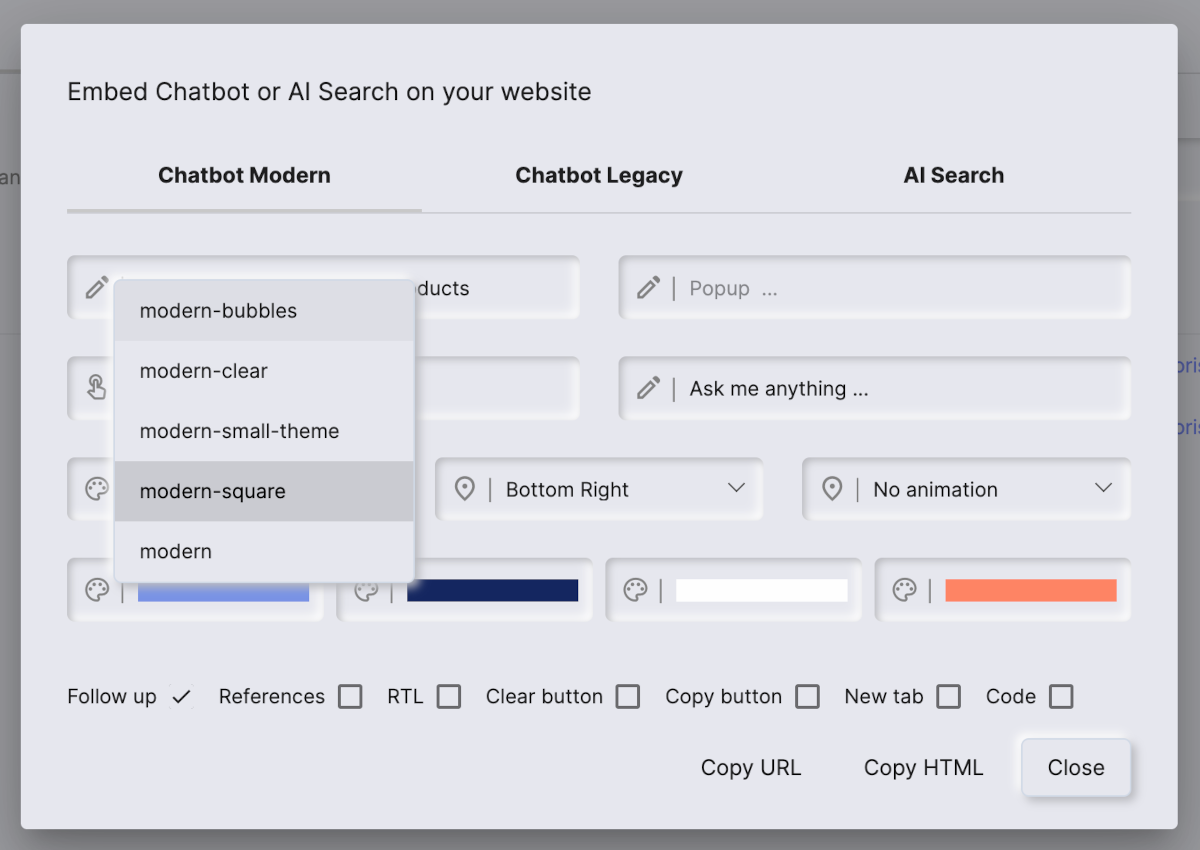 Embed Chatbot or AI Search on your website
Chatbot Modern
Chatbot Legacy
AI Search
ducts
Popup ...
modern-bubbles
modern-clear
modern-small-theme
modern-square
modern
Ask me anything ...
Bottom Right
No animation
Follow up
References
RTL
Clear button
Copy button
New tab
Code
Copy URL
Copy HTML
Close